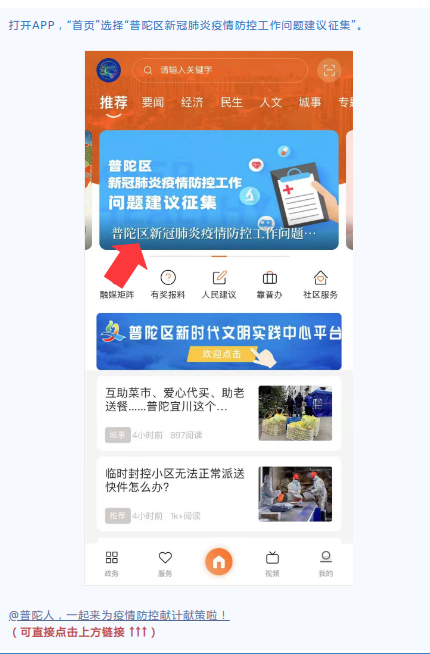 打开APP，“首页”选择“普陀区新冠肺炎疫情防控工作问题建议征集”。
请输入关键字
推荐 要闻 经济 民生 人文 城事 专题
普陀区
新冠肺炎疫情防控工作
问题建议征集
普陀区新冠肺炎疫情防控工作问题…
融媒矩阵 有奖报料 人民建议 靠普办 社区服务
普陀区新时代文明实践中心平台
欢迎点击
互助菜市、爱心代买、助老
送餐……普陀宜川这个…
城事 4小时前 897阅读
临时封控小区无法正常派送
快件怎么办?
推荐 4小时前 1k+阅读
政务 服务 视频 我的
@普陀人，一起来为疫情防控献计献策啦！
（可直接点击上方链接 ↑↑↑）